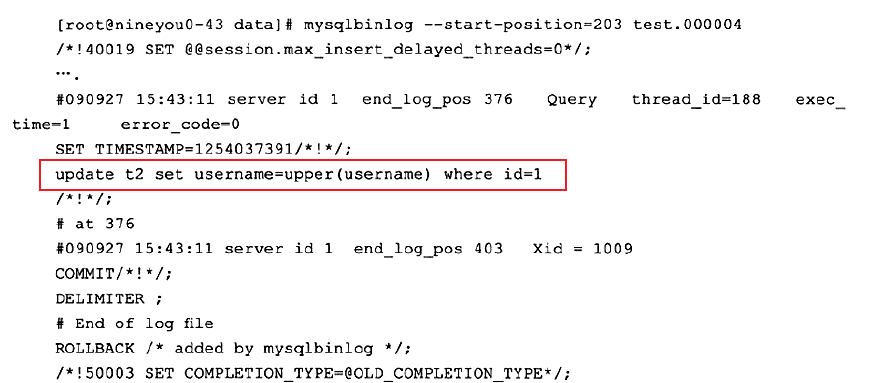 [root@nineyou0-43 data]# mysqlbinlog --start-position=203 test.000004
/*!40019 SET @@session.max_insert_delayed_threads=0*/;
….
#090927 15:43:11 server id 1  end_log_pos 376   Query    thread_id=188   exec_
time=1     error_code=0
SET TIMESTAMP=1254037391/*!*/;
update t2 set username=upper(username) where id=1
/*!*/;
# at 376
#090927 15:43:11 server id 1  end_log_pos 403   Xid = 1009
COMMIT/*!*/;
DELIMITER ;
# End of log file
ROLLBACK /* added by mysqlbinlog */;
/*!50003 SET COMPLETION_TYPE=@OLD_COMPLETION_TYPE*/;